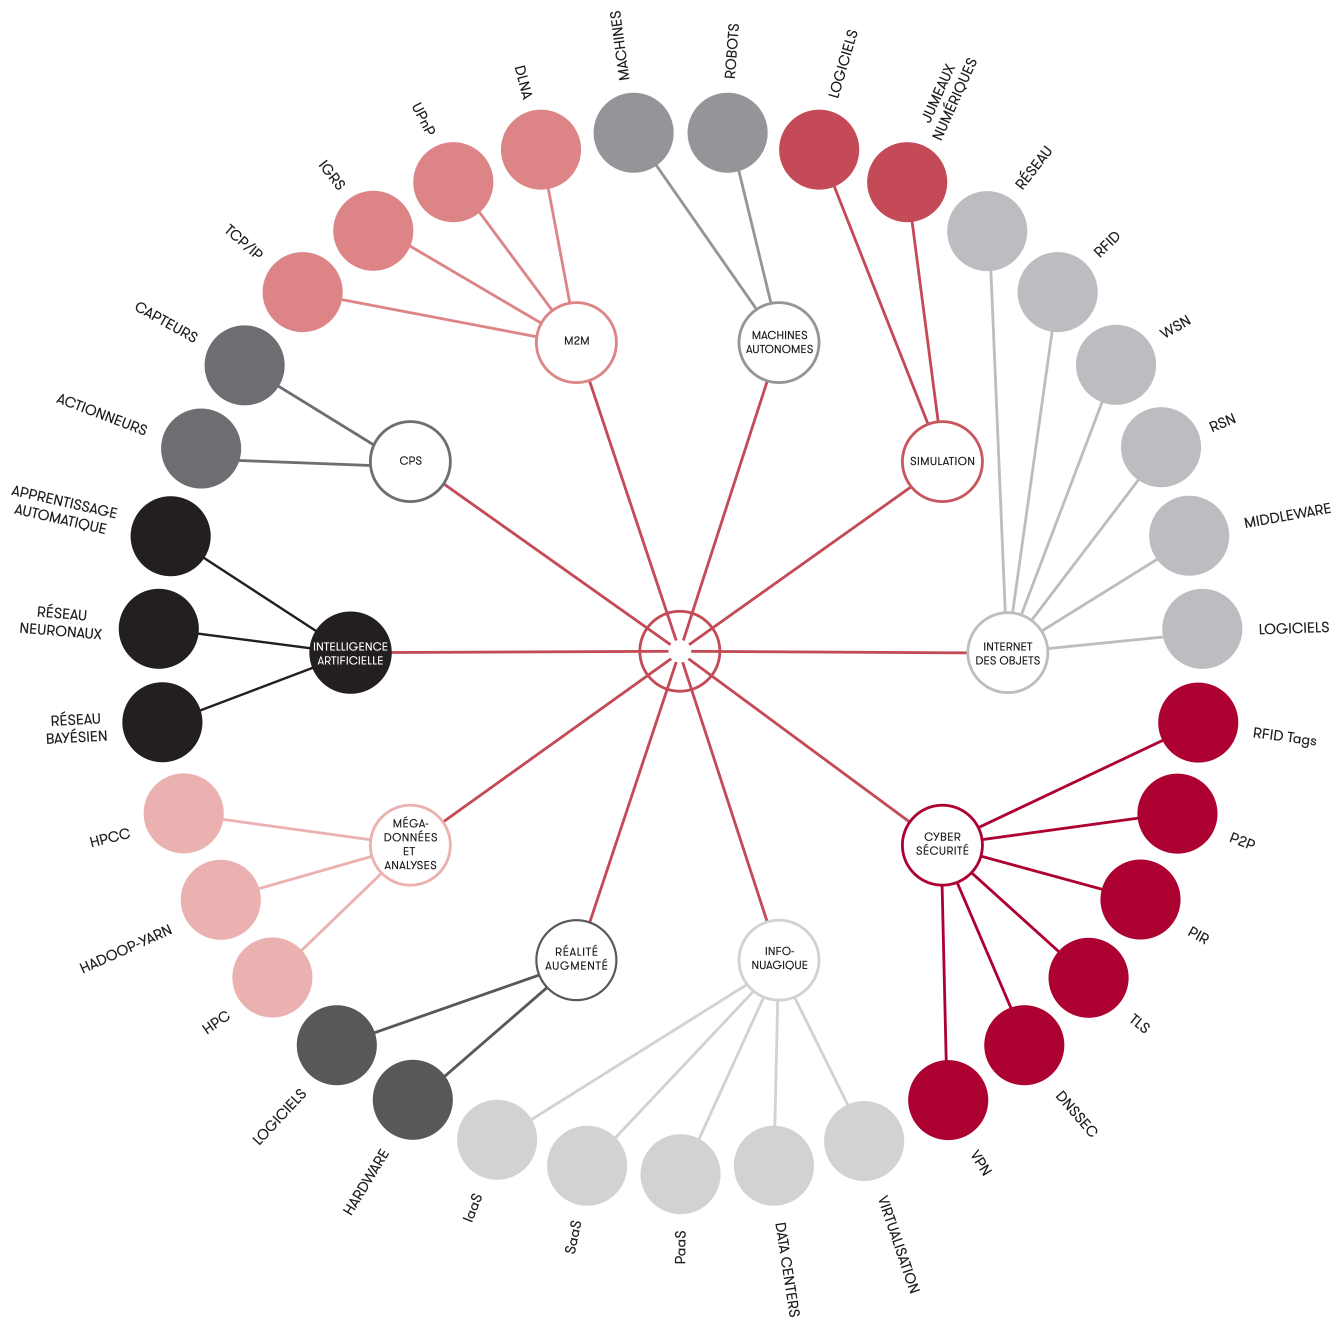 MACHINES
ROBOTS
LOGICIELS
JUMEAUX
NUMÉRIQUES
RÉSEAU
RFID
WSN
RSN
MIDDLEWARE
LOGICIELS
RFID Tags
P2P
PIR
TLS
DNSSEC
VPN
VIRTUALISATION
DATA CENTERS
PaaS
SaaS
IaaS
HARDWARE
LOGICIELS
HPC
HADOOP-YARN
HPCC
RÉSEAU
BAYÉSIEN
RÉSEAU
NEURONAUX
APPRENTISSAGE
AUTOMATIQUE
ACTIONNEURS
CAPTEURS
TCP/IP
IGRS
UPnP
DLNA
M2M
MACHINES
AUTONOMES
SIMULATION
INTERNET
DES OBJETS
CYBER
SÉCURITÉ
INFO-
NUAGIQUE
RÉALITÉ
AUGMENTÉ
MÉGA-
DONNÉES
ET
ANALYSES
INTELLIGENCE
ARTIFICIELLE
CPS